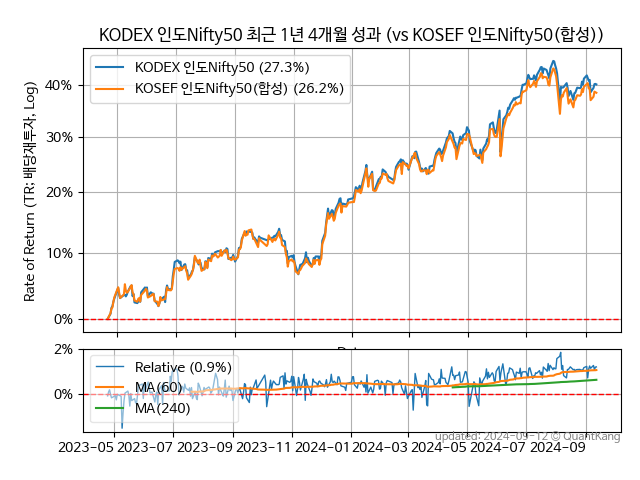 KODEX 인도Nifty50 최근 1년 4개월 성과 (vs KOSEF 인도Nifty50(합성))
KODEX 인도Nifty50 (27.3%)
KOSEF 인도Nifty50(합성) (26.2%)
Rate of Return (TR: 배당재투자, Log)
40%
30%
20%
10%
0%
2%
0%
Relative (0.9%)
MA(60)
MA(240)
2023-05 2023-07 2023-09 2023-11 2024-01 2024-03 2024-05 2024-07 2024-09
updated: 2024-09-12 © QuantKang